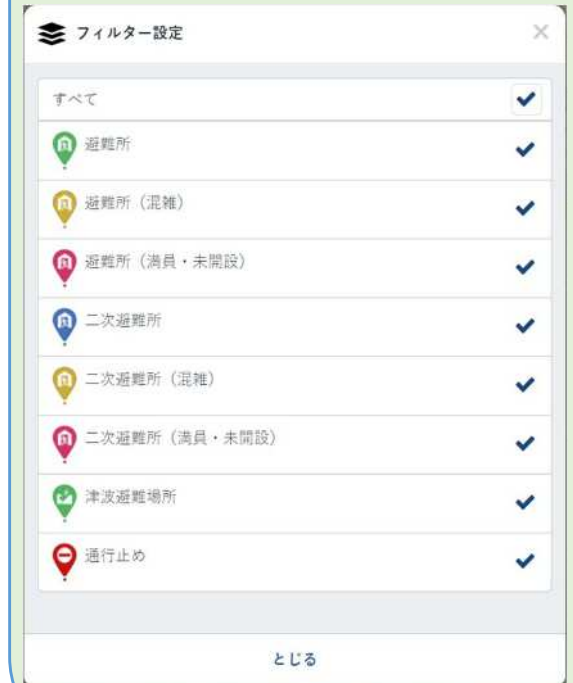 フィルター設定
すべて
避難所
避難所（混雑）
避難所（満員・未開設）
二次避難所
二次避難所（混雑）
二次避難所（満員・未開設）
津波避難場所
通行止め
とじる